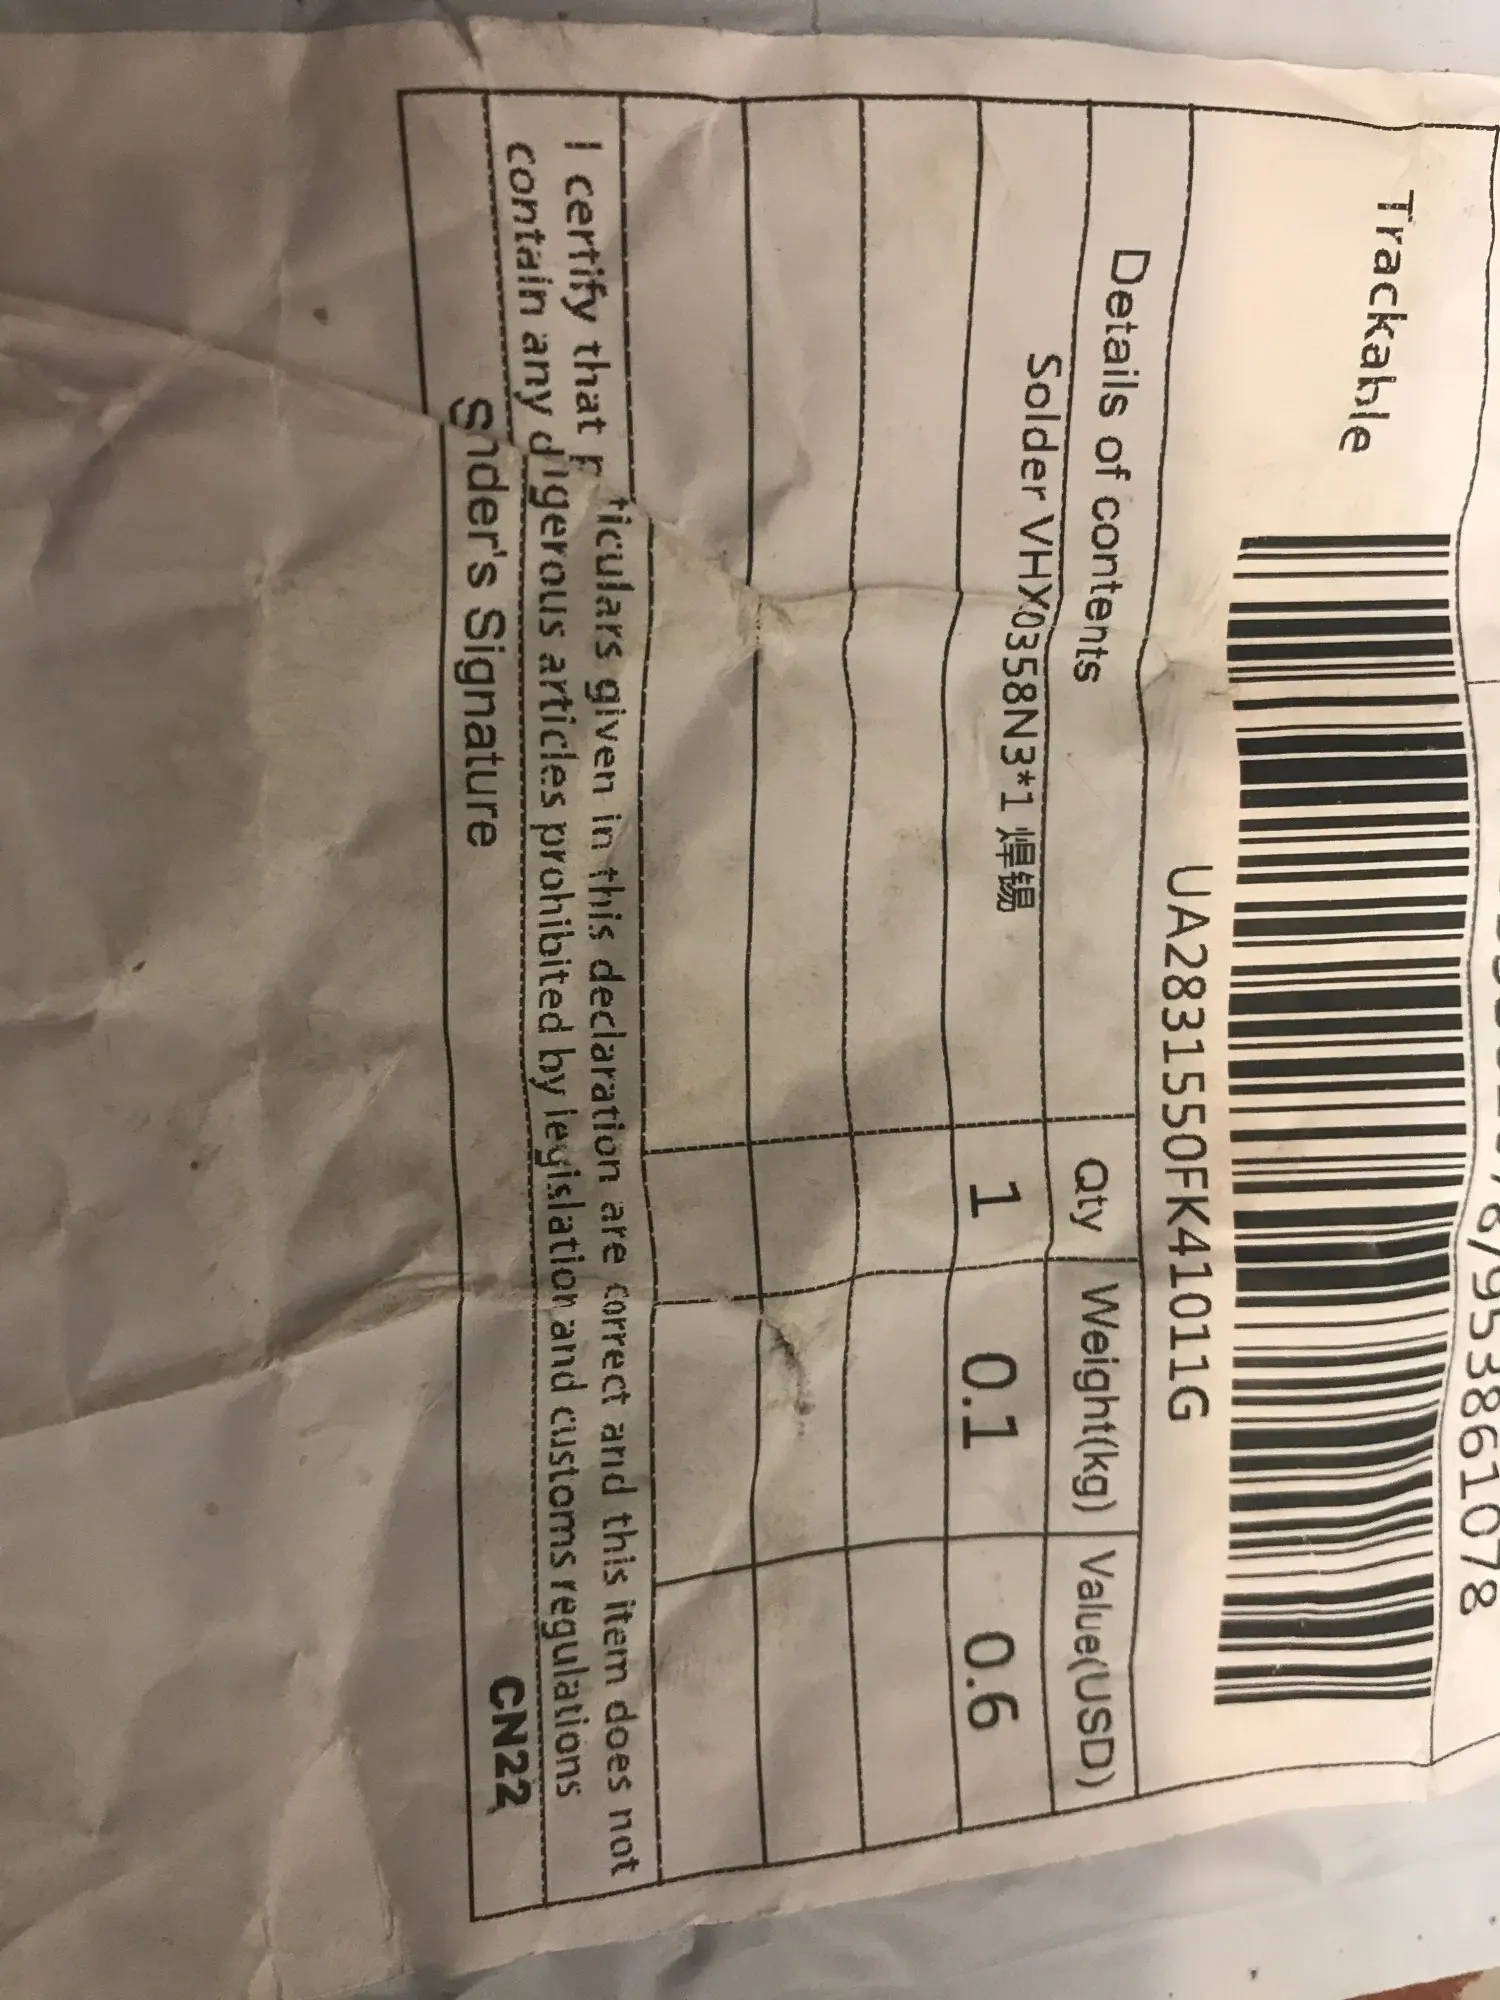 953861078
Trackable
UA283155OFK41011G
Details of contents Qty Weight(kg) Value(USD)
Solder VHX0358N3*1 焊锡 1 0.1 0.6
I certify that ticulars given in this declaration are correct and this item does not
contain any articles prohibited by legislation and customs regulations
Sender's Signature CN22